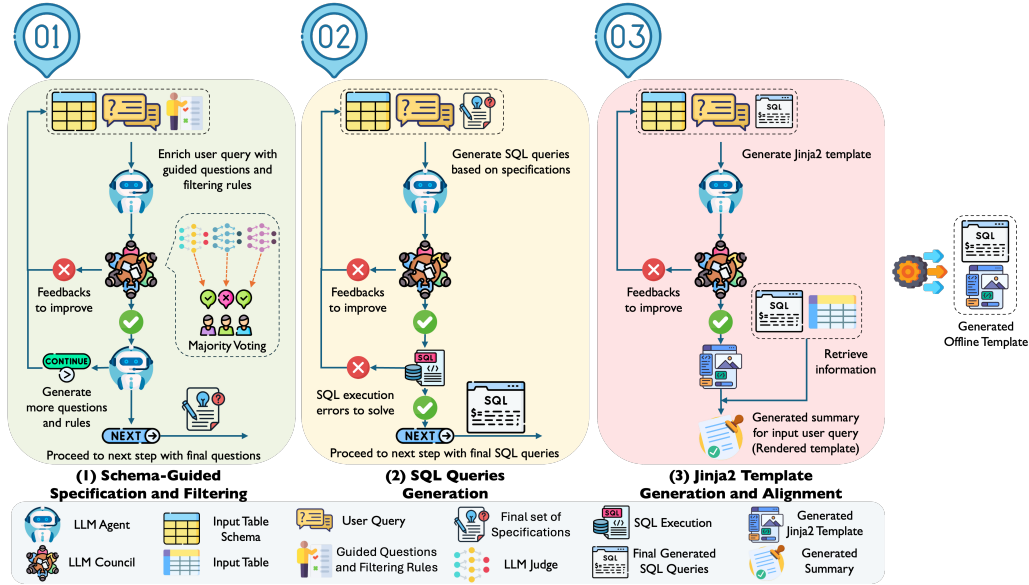 01
02
03
Enrich user query with
guided questions and
filtering rules
Feedbacks
to improve
Majority Voting
CONTINUE
Generate
more questions
and rules
NEXT
Proceed to next step with final questions
(1) Schema-Guided
Specification and Filtering
Generate SQL queries
based on specifications
Feedbacks
to improve
SQL
SQL execution
errors to solve
SQL
$=
NEXT
Proceed to next step with final SQL queries
(2) SQL Queries
Generation
SQL
$=
Generate Jinja2 template
Feedbacks
to improve
SQL
$=
Retrieve
information
Generated summary
for input user query
(Rendered template)
(3) Jinja2 Template
Generation and Alignment
SQL
$=
Generated
Offline Template
LLM Agent
Input Table
Schema
User Query
Final set of
Specifications
SQL
SQL Execution
Generated
Jinja2 Template
LLM Council
Input Table
Guided Questions
and Filtering Rules
LLM Judge
SQL
$=
Final Generated
SQL Queries
Generated
Summary